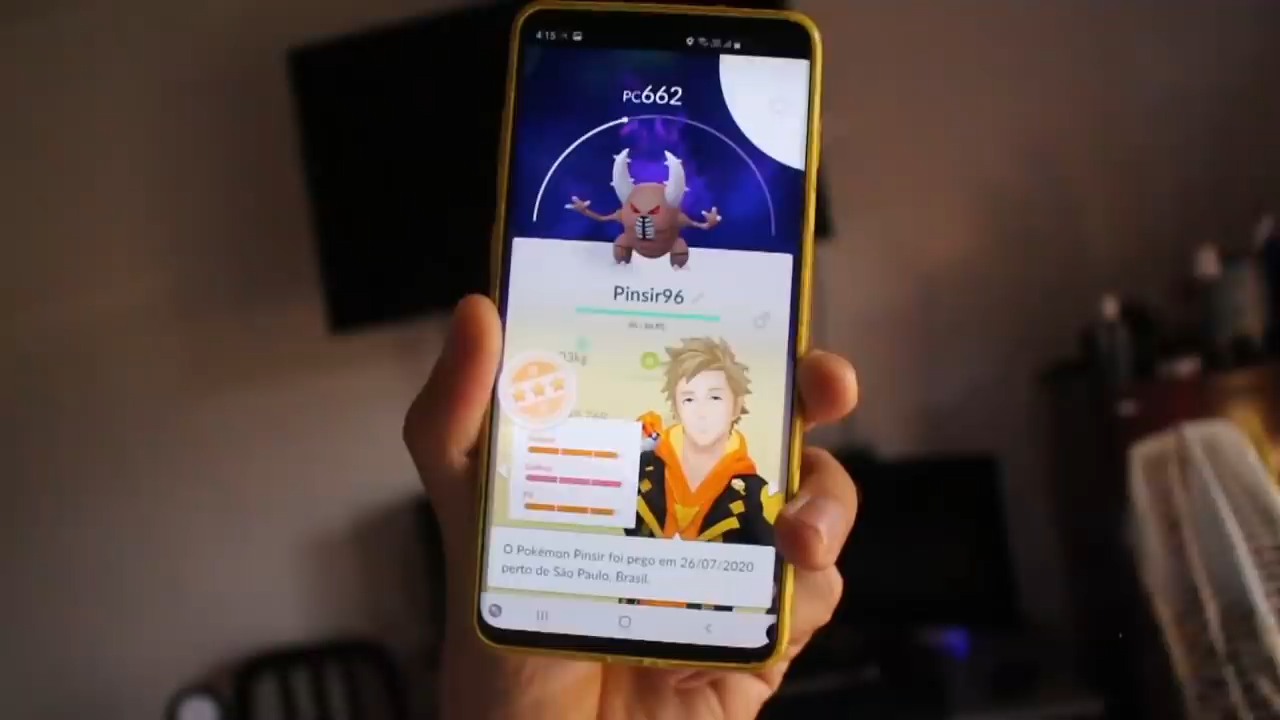 4:15
PC662
Pinsir96
O Pokémon Pinsir foi pego em 26/07/2020
perto de São Paulo, Brasil.